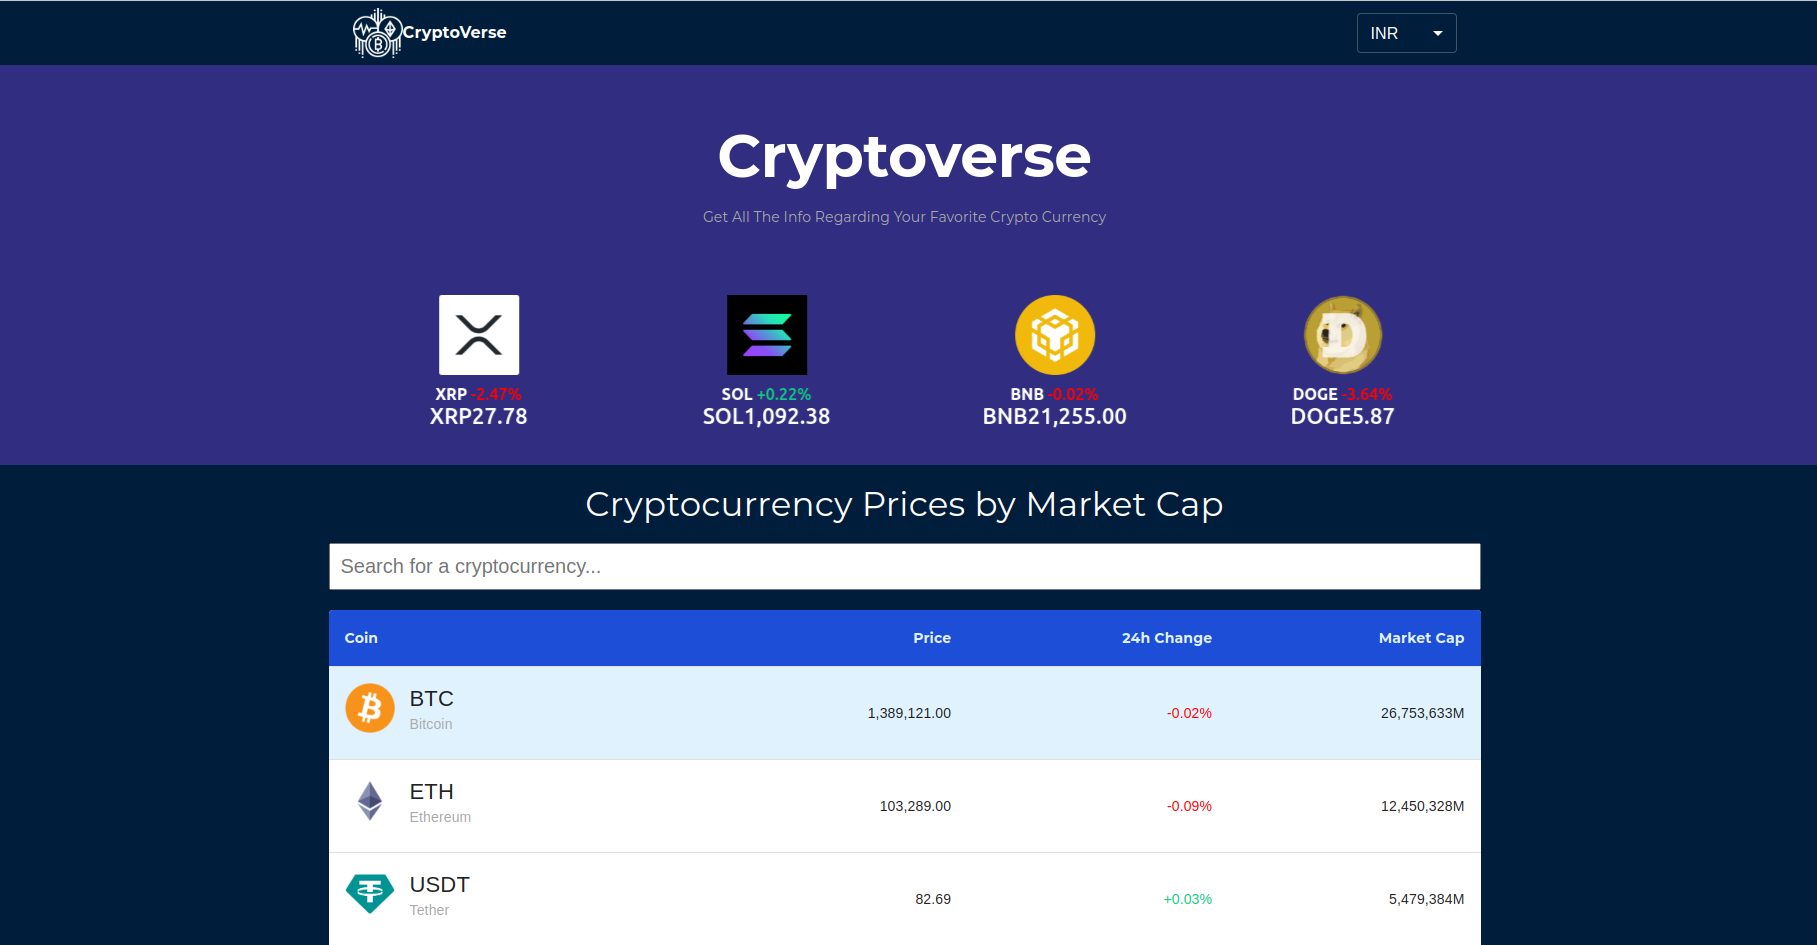 CryptoVerse
INR
Cryptoverse
Get All The Info Regarding Your Favorite Crypto Currency
XRP -2.47%
XRP27.78
SOL +0.22%
SOL1,092.38
BNB -0.02%
BNB21,255.00
DOGE -3.64%
DOGE5.87
Cryptocurrency Prices by Market Cap
Search for a cryptocurrency...
Coin Price 24h Change Market Cap
BTC
Bitcoin
1,389,121.00 -0.02% 26,753,633M
ETH
Ethereum
103,289.00 -0.09% 12,450,328M
USDT
Tether
82.69 +0.03% 5,479,384M